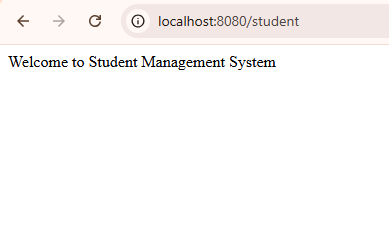 localhost:8080/student
Welcome to Student Management System